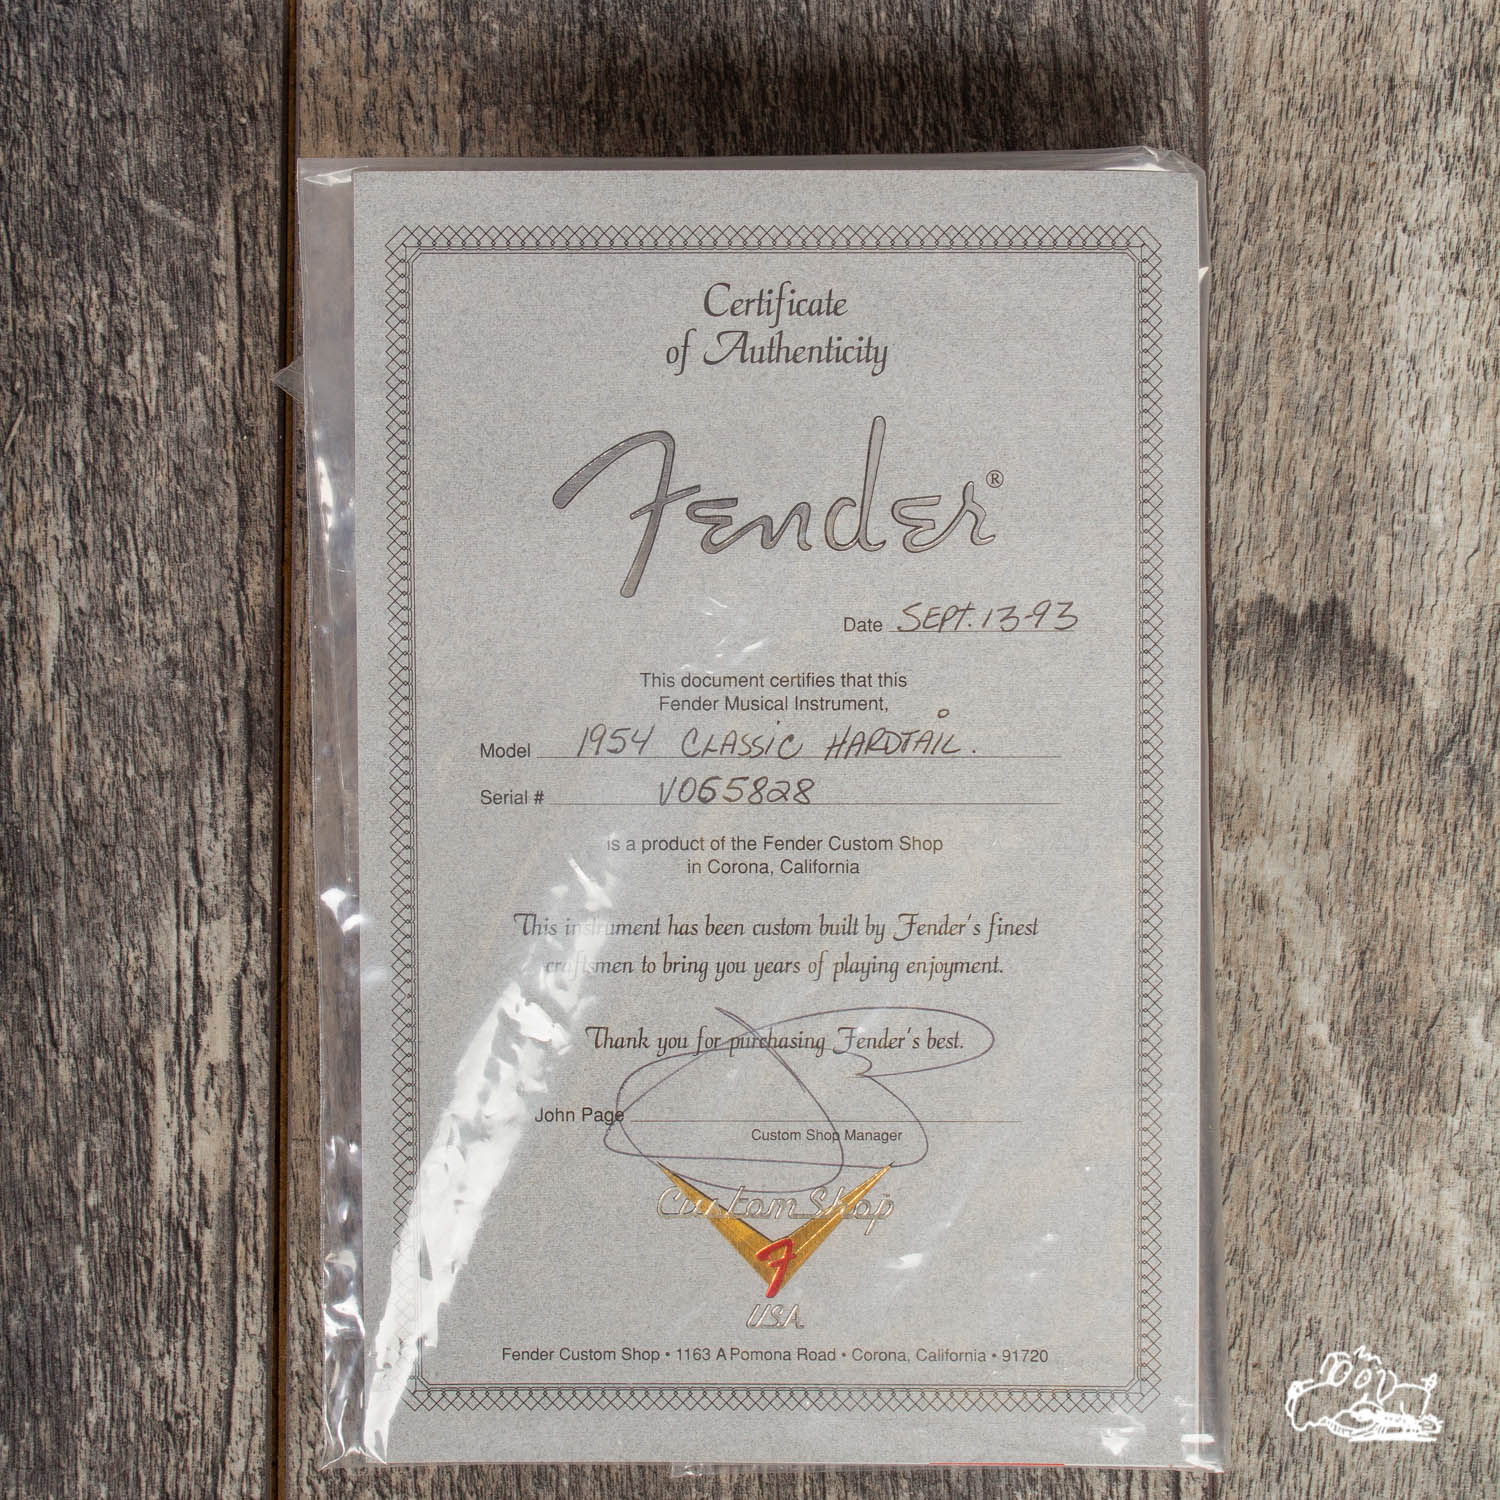 Certificate
of Authenticity
Fender®
Date SEPT. 13-93
This document certifies that this
Fender Musical Instrument,
Model 1954 CLASSIC HARDTAIL.
Serial # V065828
is a product of the Fender Custom Shop
in Corona, California
This instrument has been custom built by Fender's finest
craftsmen to bring you years of playing enjoyment.
Thank you for purchasing Fender's best.
John Page
Custom Shop Manager
Custom Shop
F
USA
Fender Custom Shop • 1163 A Pomona Road • Corona, California • 91720